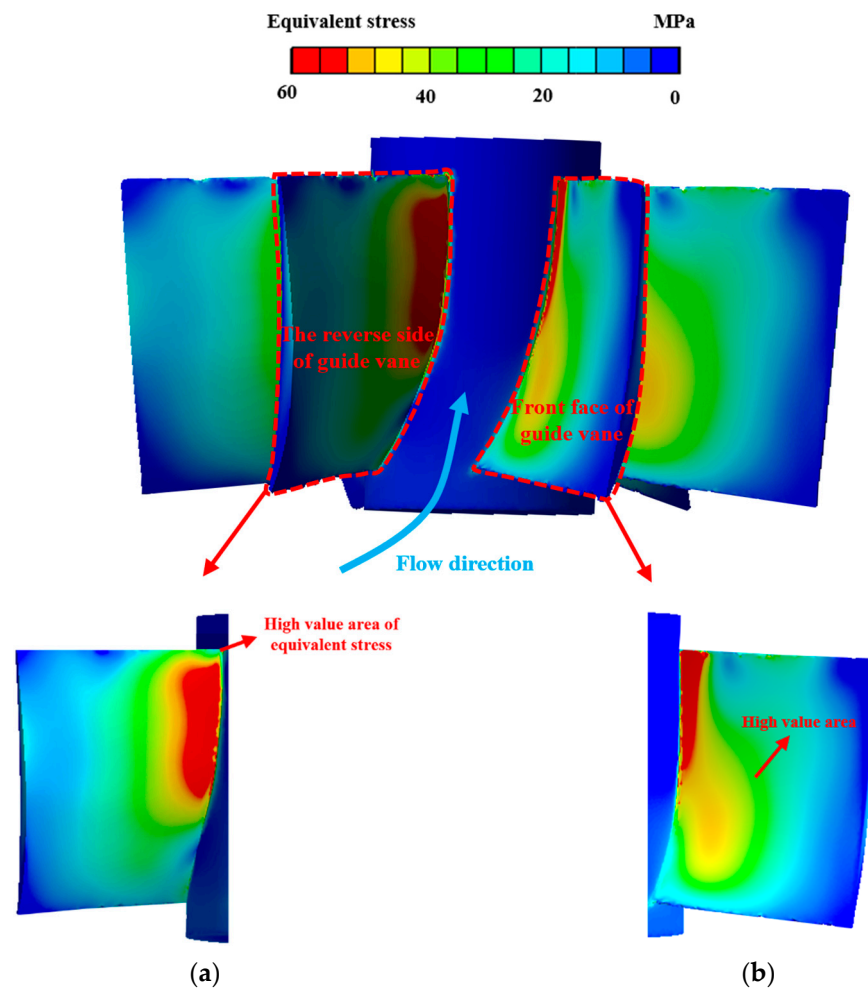 Equivalent stress MPa
60 40 20 0
The reverse side
of guide vane
Front face of
guide vane
Flow direction
High value area of
equivalent stress
High value area
(a) (b)